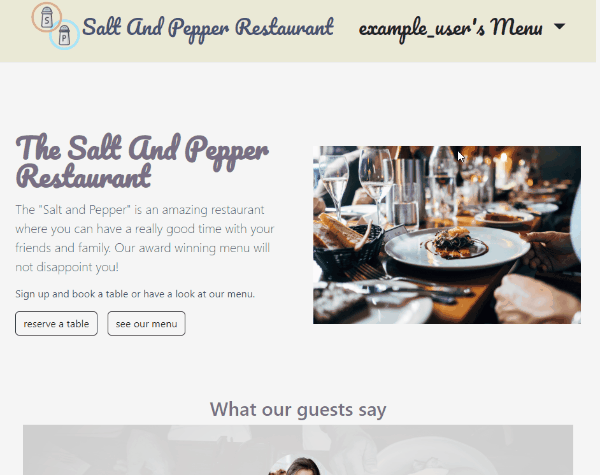 S
P
Salt And Pepper Restaurant
example_user's Menu
The Salt And Pepper
Restaurant
The "Salt and Pepper" is an amazing restaurant
where you can have a really good time with your
friends and family. Our award winning menu will
not disappoint you!
Sign up and book a table or have a look at our menu.
reserve a table
see our menu
What our guests say